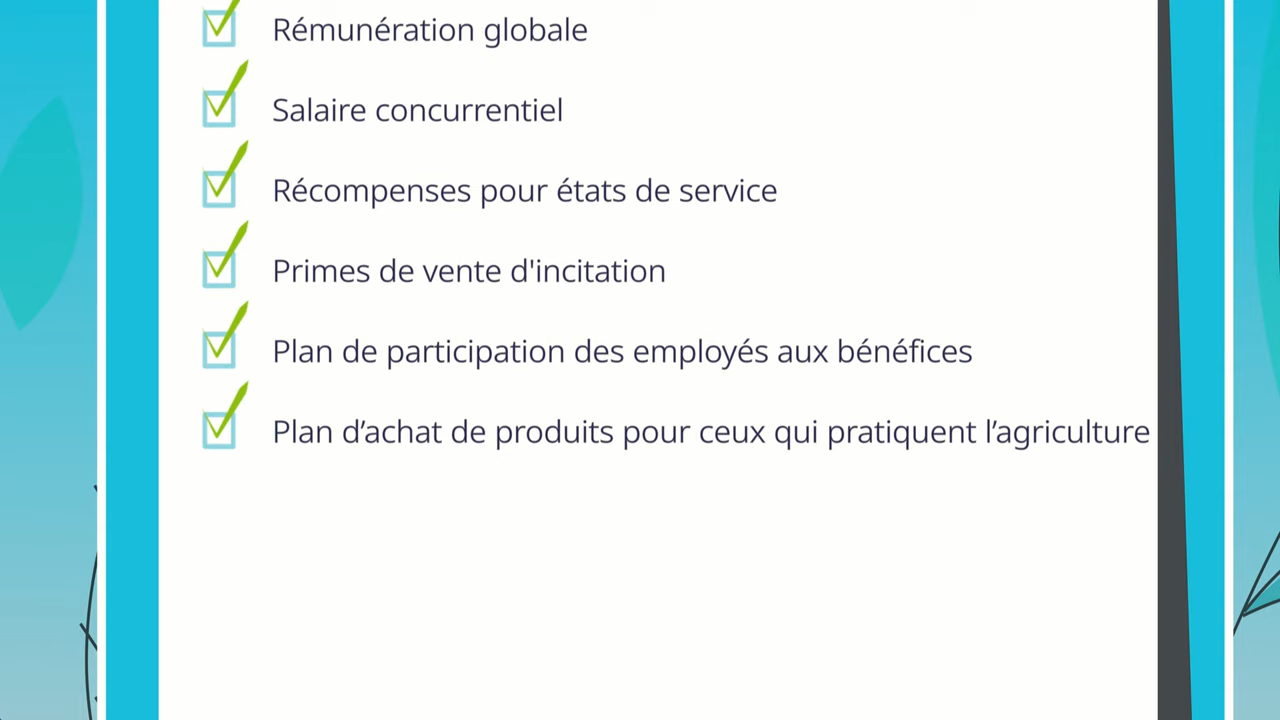 Rémunération globale
Salaire concurrentiel
Récompenses pour états de service
Primes de vente d'incitation
Plan de participation des employés aux bénéfices
Plan d’achat de produits pour ceux qui pratiquent l’agriculture